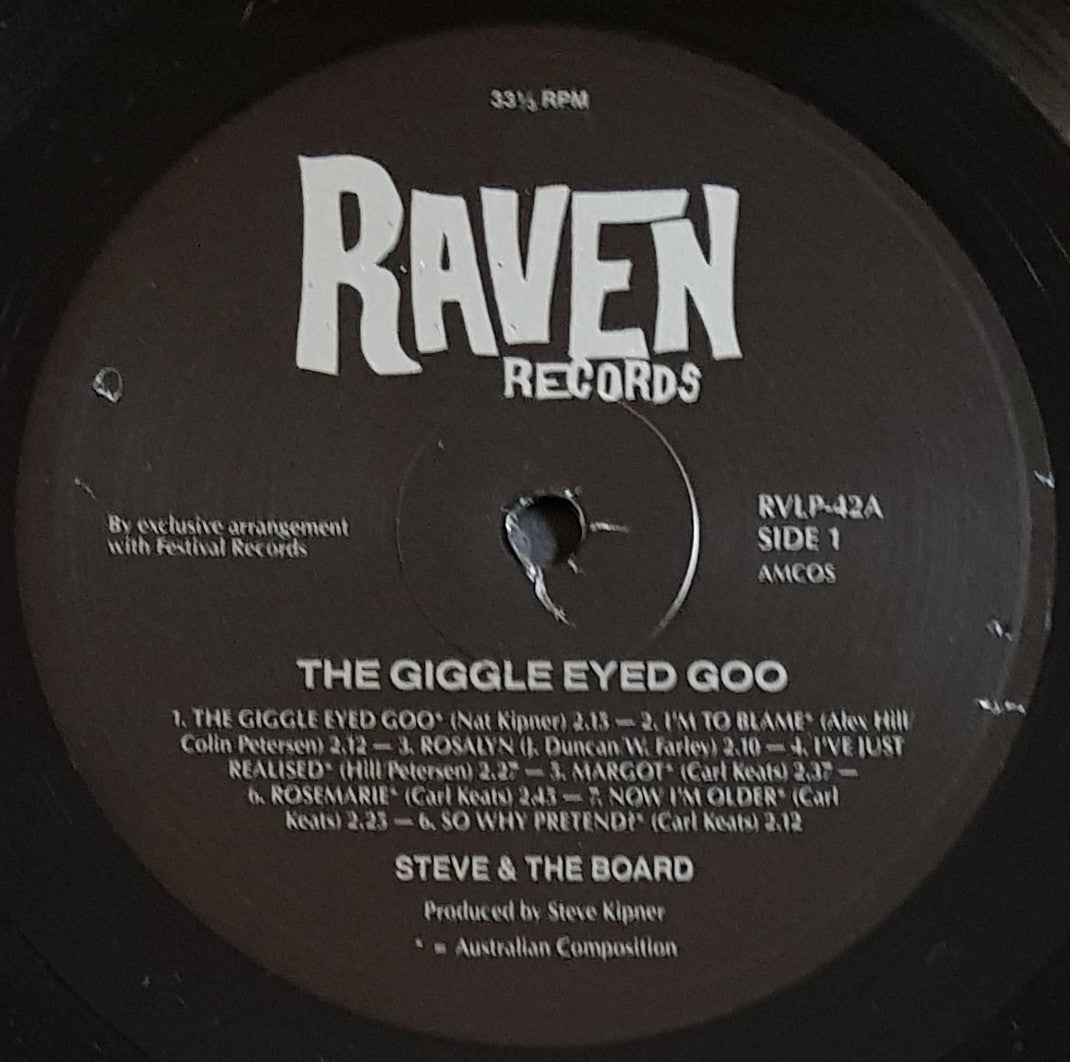 33⅓ RPM
RAVEN
RECORDS
By exclusive arrangement
with Festival Records
RVLP-42A
SIDE 1
AMCOS
THE GIGGLE EYED GOO
1. THE GIGGLE EYED GOO* (Nat Kipner) 2.15 — 2. I'M TO BLAME* (Alex Hill/
Colin Petersen) 2.12 — 3. ROSALYN (J. Duncan/W. Farley) 2.10 — 4. I'VE JUST
REALISED* (Hill/Petersen) 2.27 — 5. MARGOT* (Carl Keats) 2.37 —
6. ROSEMARIE* (Carl Keats) 2.43 — 7. NOW I'M OLDER* (Carl
Keats) 2.23 — 6. SO WHY PRETEND?* (Carl Keats) 2.12
STEVE & THE BOARD
Produced by Steve Kipner
* = Australian Composition